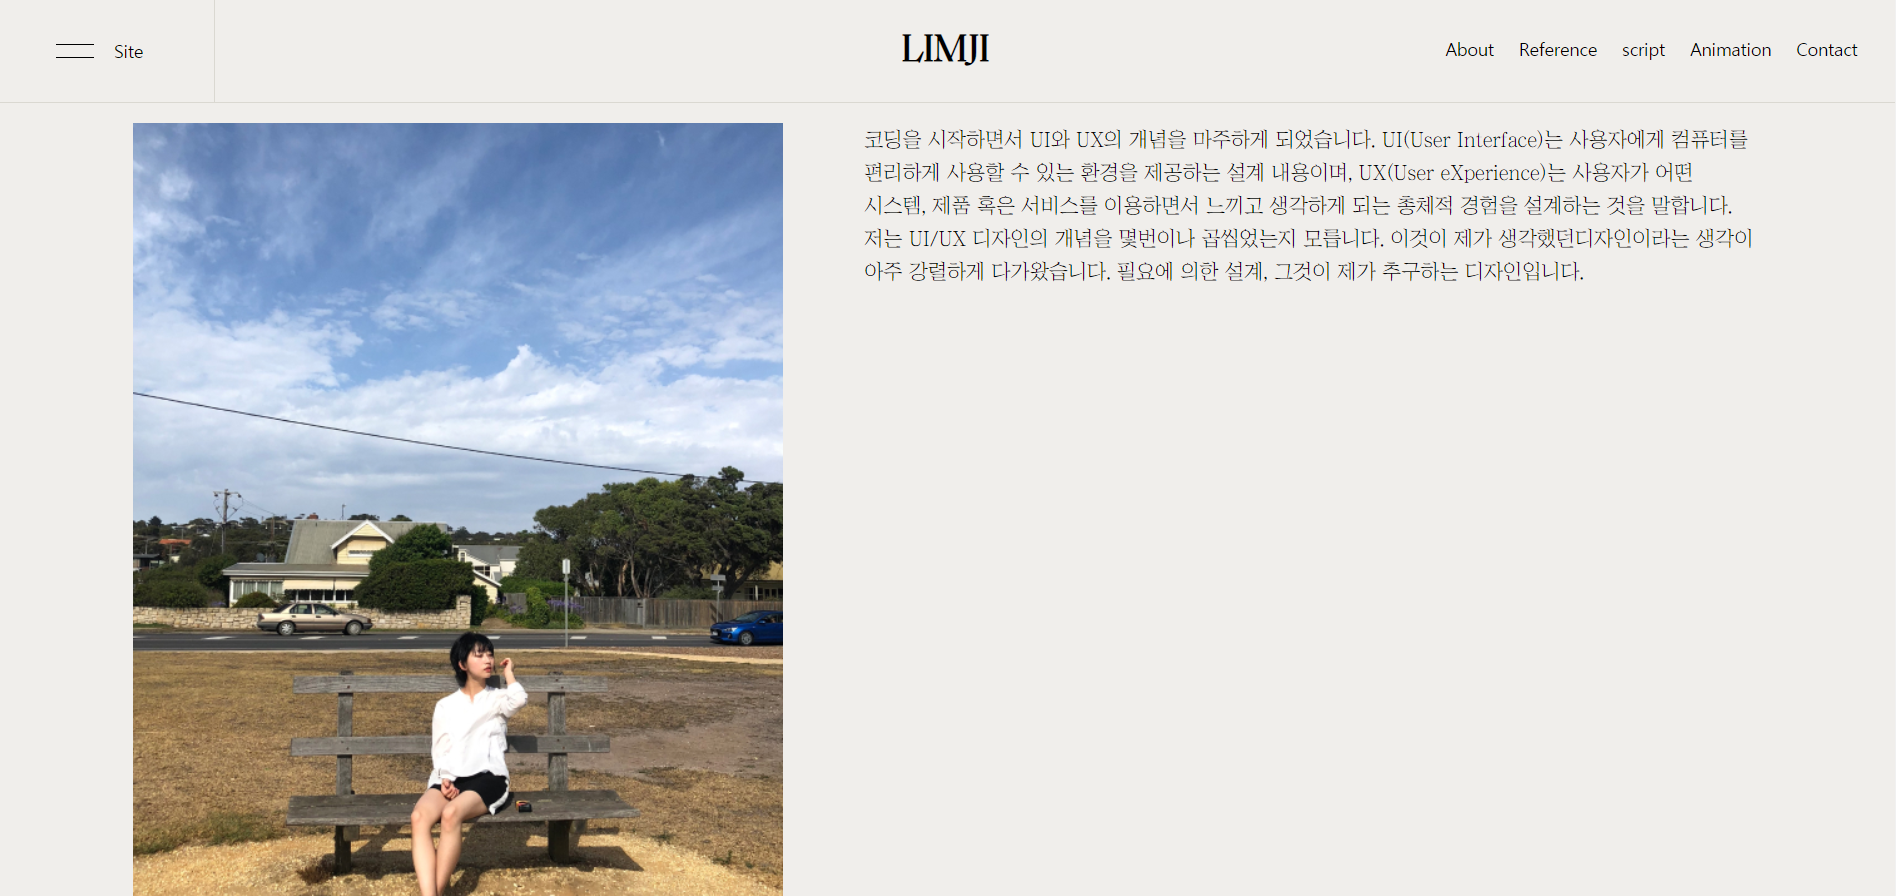 Site
LIMJI
About Reference script Animation Contact
코딩을 시작하면서 UI와 UX의 개념을 마주하게 되었습니다. UI(User Interface)는 사용자에게 컴퓨터를
편리하게 사용할 수 있는 환경을 제공하는 설계 내용이며, UX(User eXperience)는 사용자가 어떤
시스템, 제품 혹은 서비스를 이용하면서 느끼고 생각하게 되는 총체적 경험을 설계하는 것을 말합니다.
저는 UI/UX 디자인의 개념을 몇번이나 곱씹었는지 모릅니다. 이것이 제가 생각했던디자인이라는 생각이
아주 강렬하게 다가왔습니다. 필요에 의한 설계, 그것이 제가 추구하는 디자인입니다.